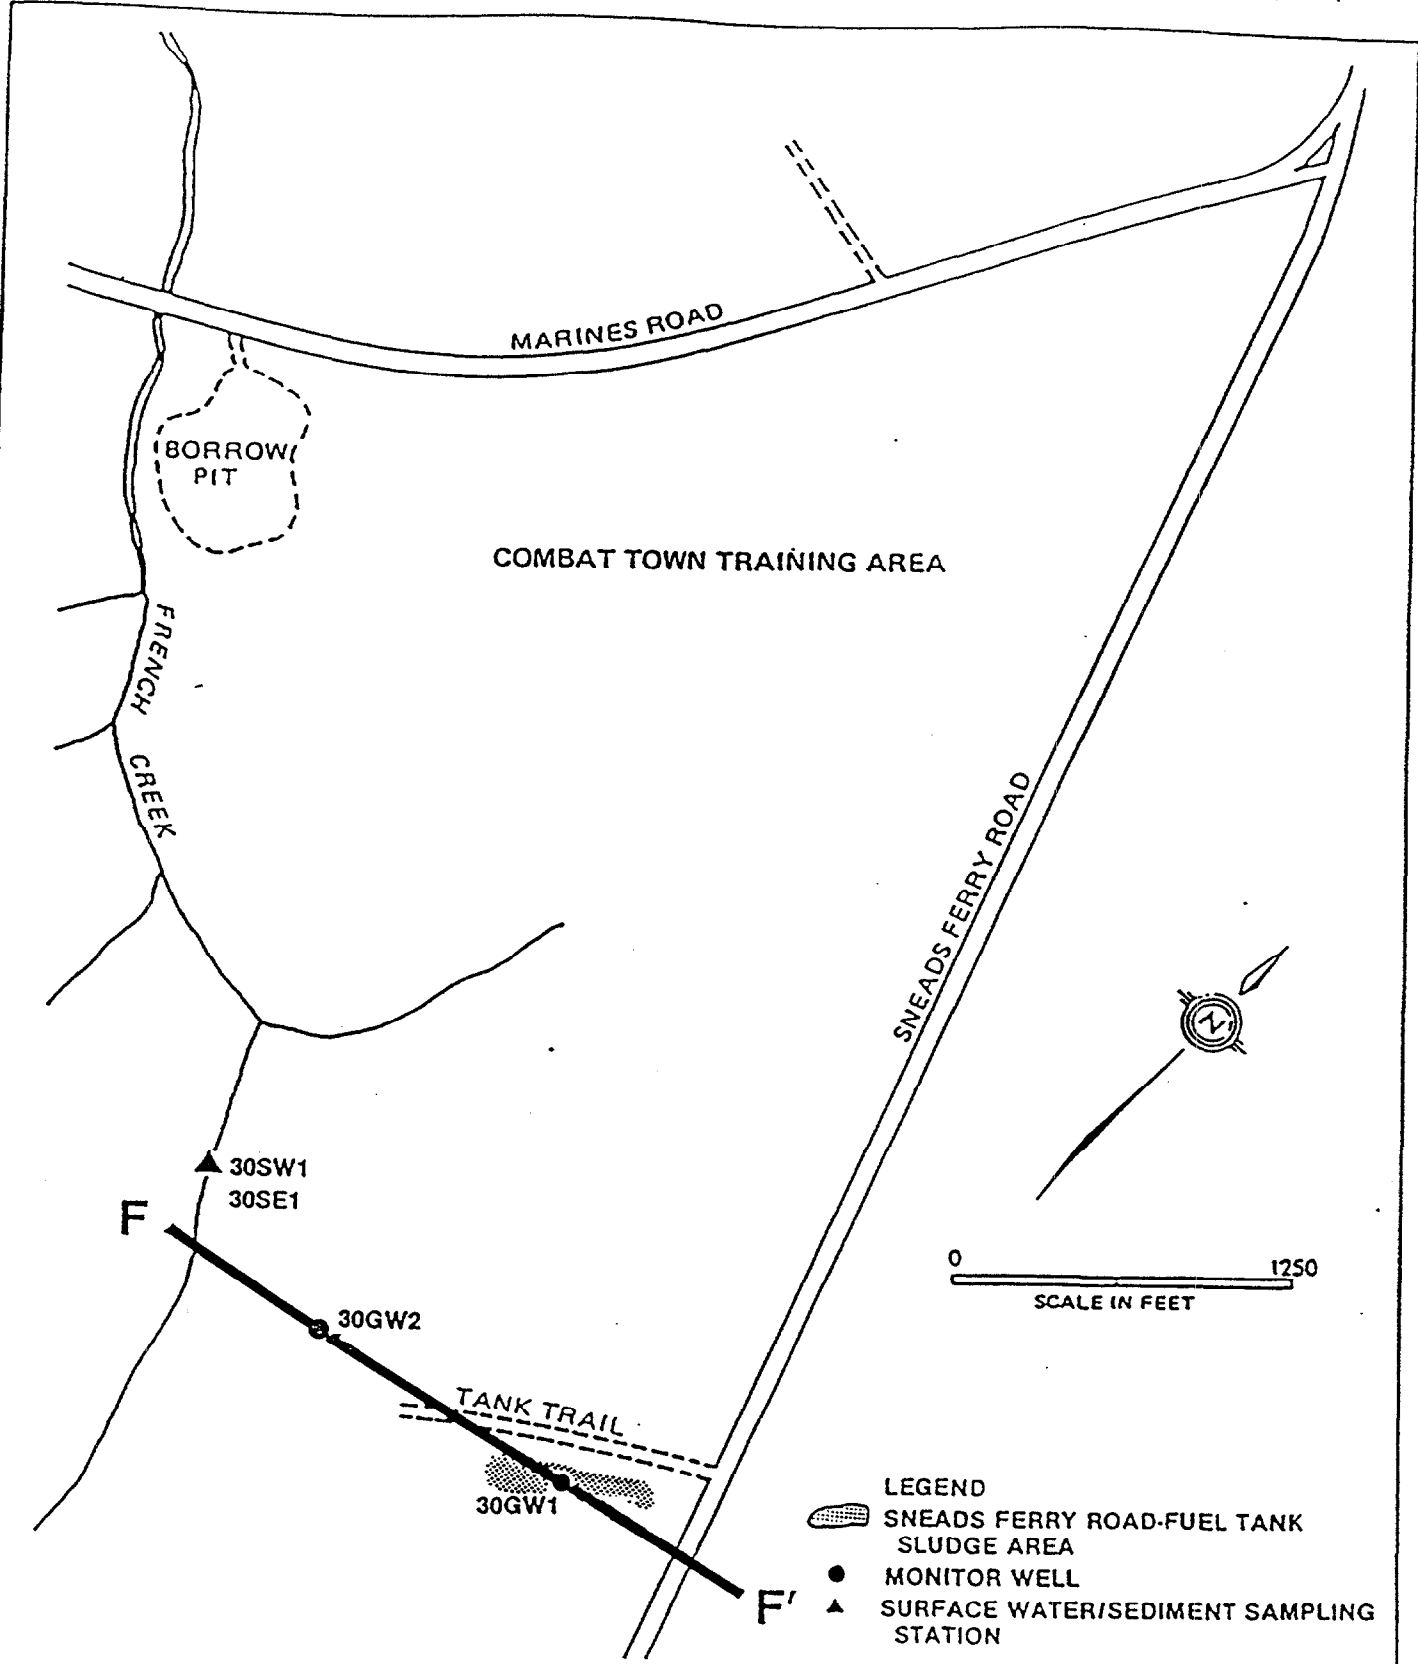 MARINES ROAD
BORROW
PIT
COMBAT TOWN TRAINING AREA
FRENCH
CREEK
SNEADS FERRY ROAD
N
30SW1
30SE1
F
0 1250
SCALE IN FEET
30GW2
TANK TRAIL
30GW1
F'
LEGEND
SNEADS FERRY ROAD-FUEL TANK
SLUDGE AREA
MONITOR WELL
SURFACE WATER/SEDIMENT SAMPLING
STATION